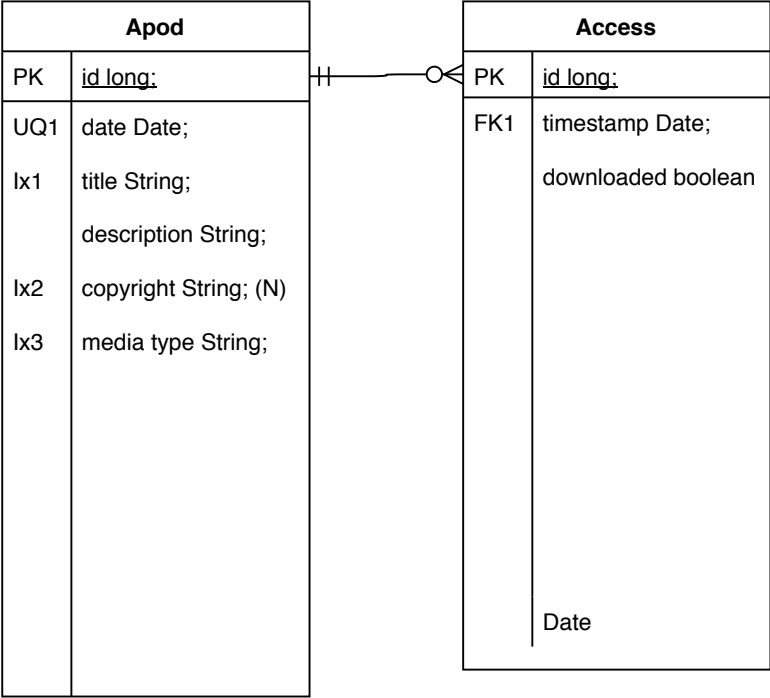 Apod
PK id long;
UQ1 date Date;
Ix1 title String;
description String;
Ix2 copyright String; (N)
Ix3 media type String;
Access
PK id long;
FK1 timestamp Date;
downloaded boolean
Date